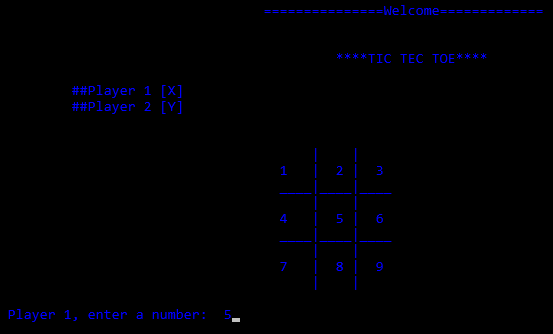 ===============Welcome=============
****TIC TEC TOE****
##Player 1 [X]
##Player 2 [Y]
1 | 2 | 3
4 | 5 | 6
7 | 8 | 9
Player 1, enter a number: 5